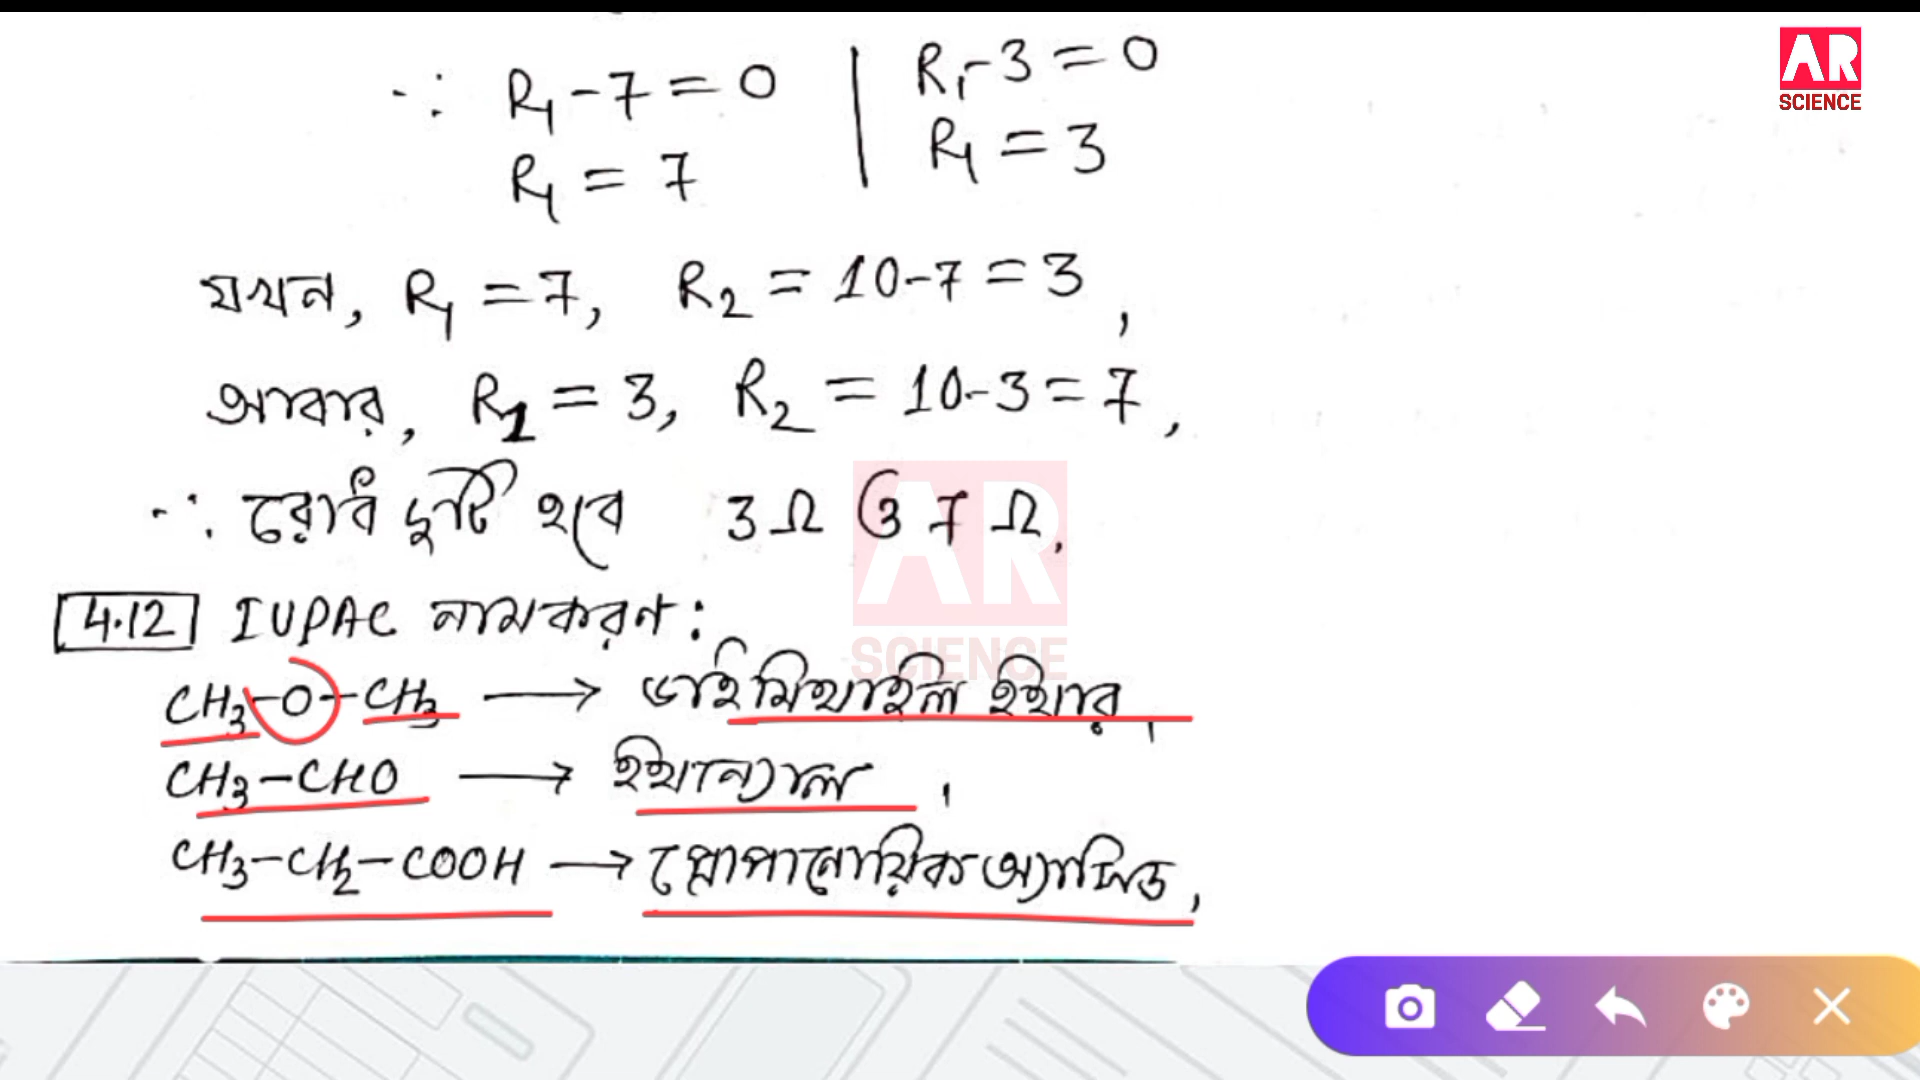 AR
SCIENCE
∴ R₁-7=0 | R₁-3=0
R₁ = 7 | R₁ = 3
যখন, R₁ = 7, R₂ = 10-7 = 3,
আবার, R₁ = 3, R₂ = 10-3 = 7,
∴ রোধ দুটি হবে 3Ω ও 7Ω.
4.12 IUPAC নামকরণ:
CH₃-O-CH₃ → ডাইমিথাইল ইথার,
CH₃-CHO → ইথান্যাল,
CH₃-CH₂-COOH → প্রোপানোয়িক অ্যাসিড,
AR
SCIENCE